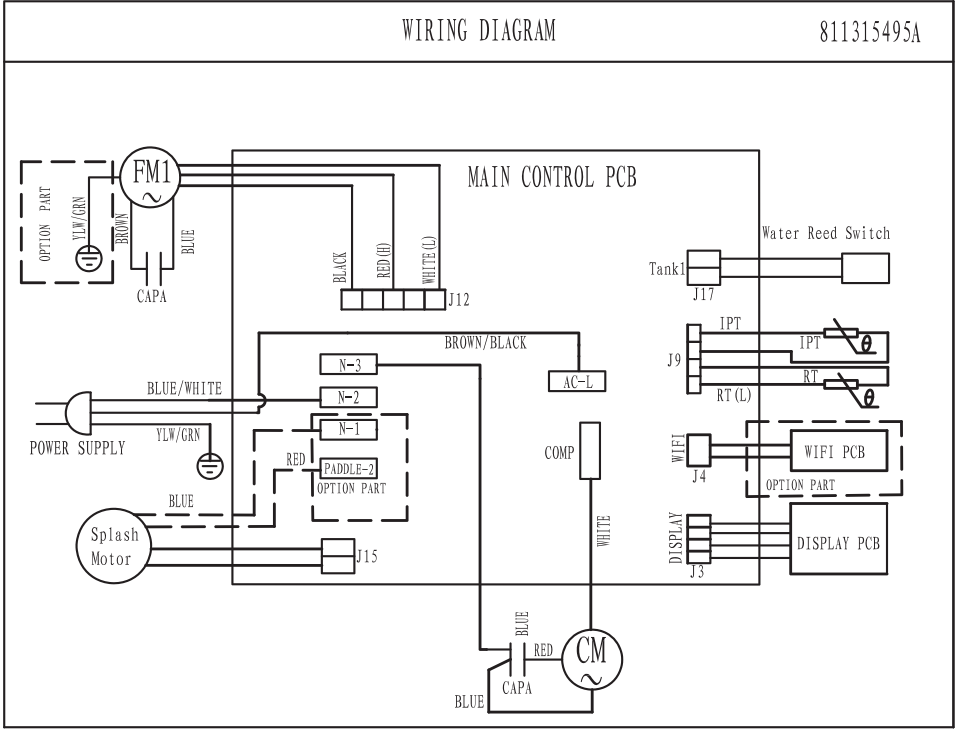 WIRING DIAGRAM
811315495A
FM1
~
MAIN CONTROL PCB
OPTION PART
YLW/GRN
BROWN
BLUE
CAPA
BLACK
RED(H)
WHITE(L)
J12
Water Reed Switch
Tank1
J17
BROWN/BLACK
IPT
IPT
θ
J9
RT
RT(L)
θ
N-3
AC-L
BLUE/WHITE
N-2
POWER SUPPLY
YLW/GRN
N-1
RED
PADDLE-2
OPTION PART
COMP
WIFI
J4
WIFI PCB
OPTION PART
BLUE
WHITE
Splash
Motor
J15
DISPLAY
J3
DISPLAY PCB
BLUE
RED
CM
~
CAPA
BLUE